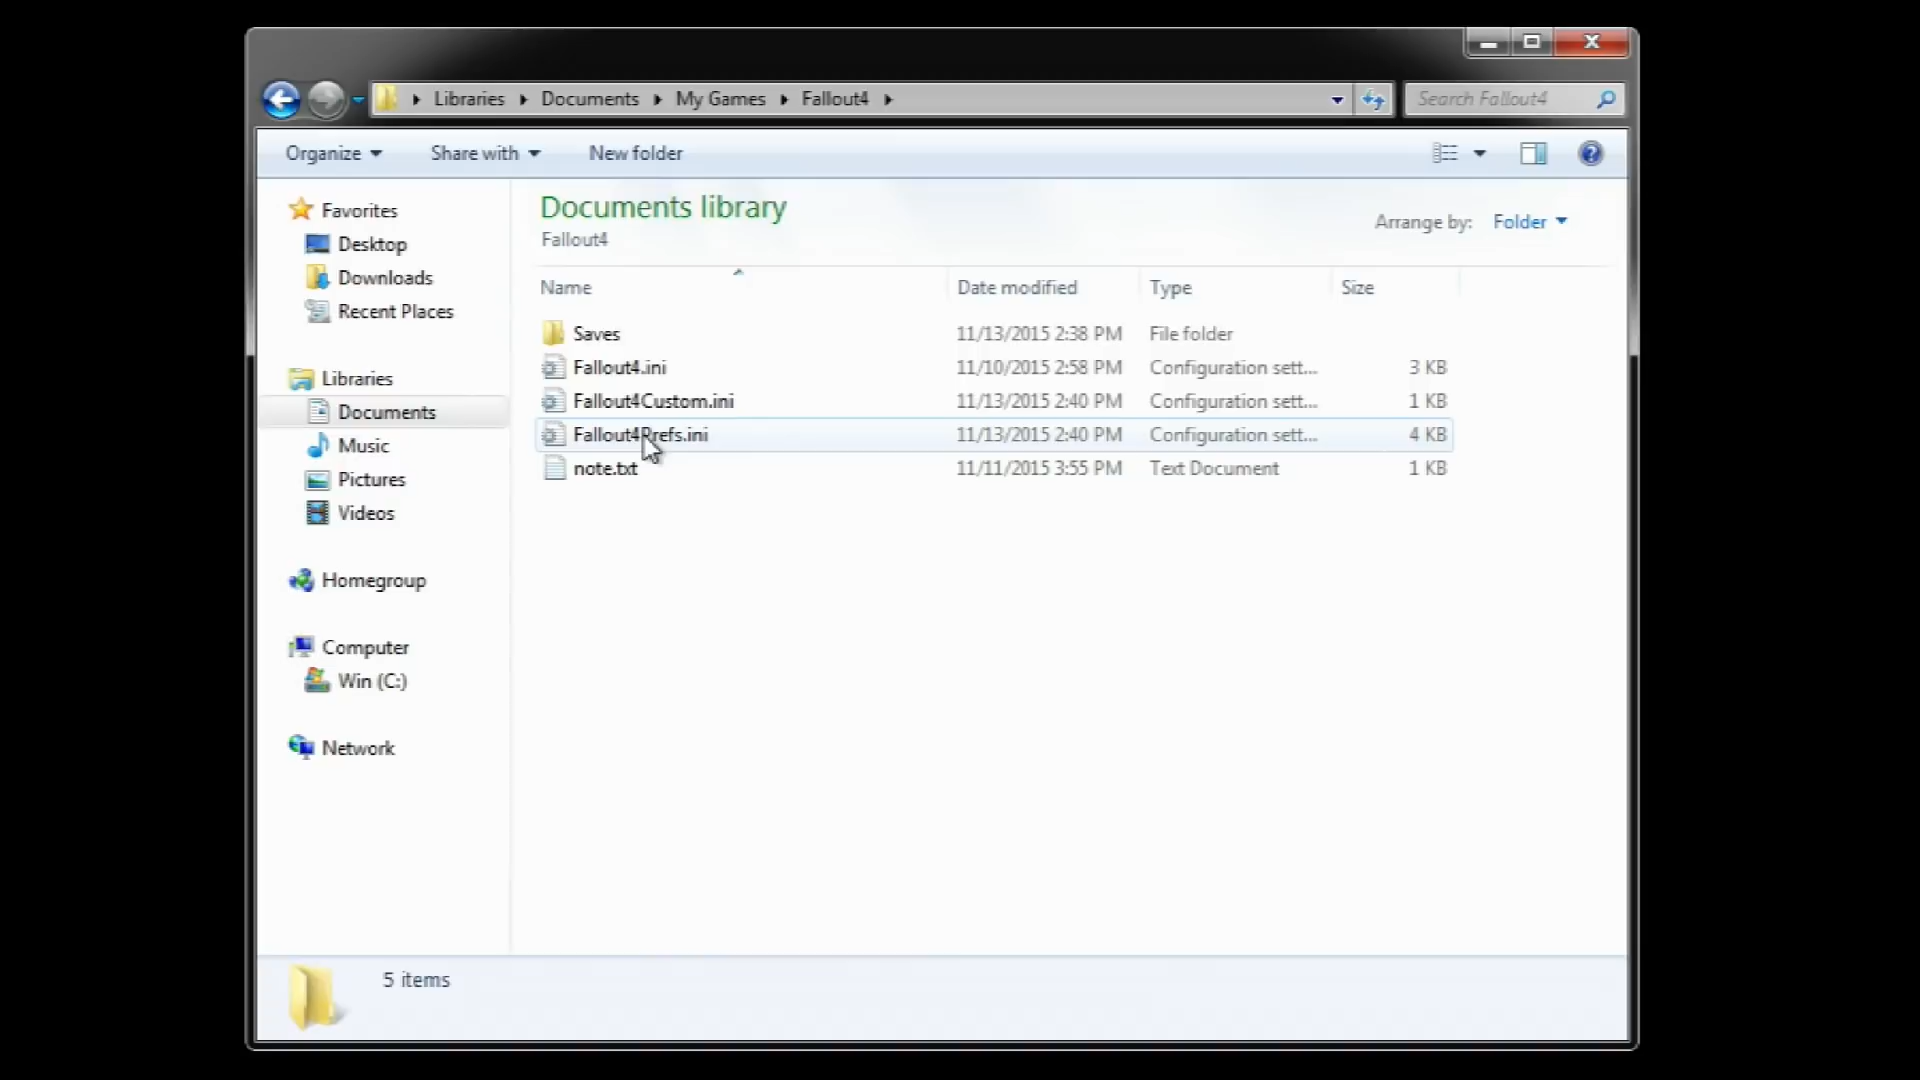 Libraries Documents My Games Fallout4
Search Fallout4
Organize Share with New folder
Favorites
Desktop
Downloads
Recent Places
Libraries
Documents
Music
Pictures
Videos
Homegroup
Computer
Win (C:)
Network
Documents library
Fallout4
Arrange by: Folder
Name Date modified Type Size
Saves 11/13/2015 2:38 PM File folder
Fallout4.ini 11/10/2015 2:58 PM Configuration sett... 3 KB
Fallout4Custom.ini 11/13/2015 2:40 PM Configuration sett... 1 KB
Fallout4Prefs.ini 11/13/2015 2:40 PM Configuration sett... 4 KB
note.txt 11/11/2015 3:55 PM Text Document 1 KB
5 items